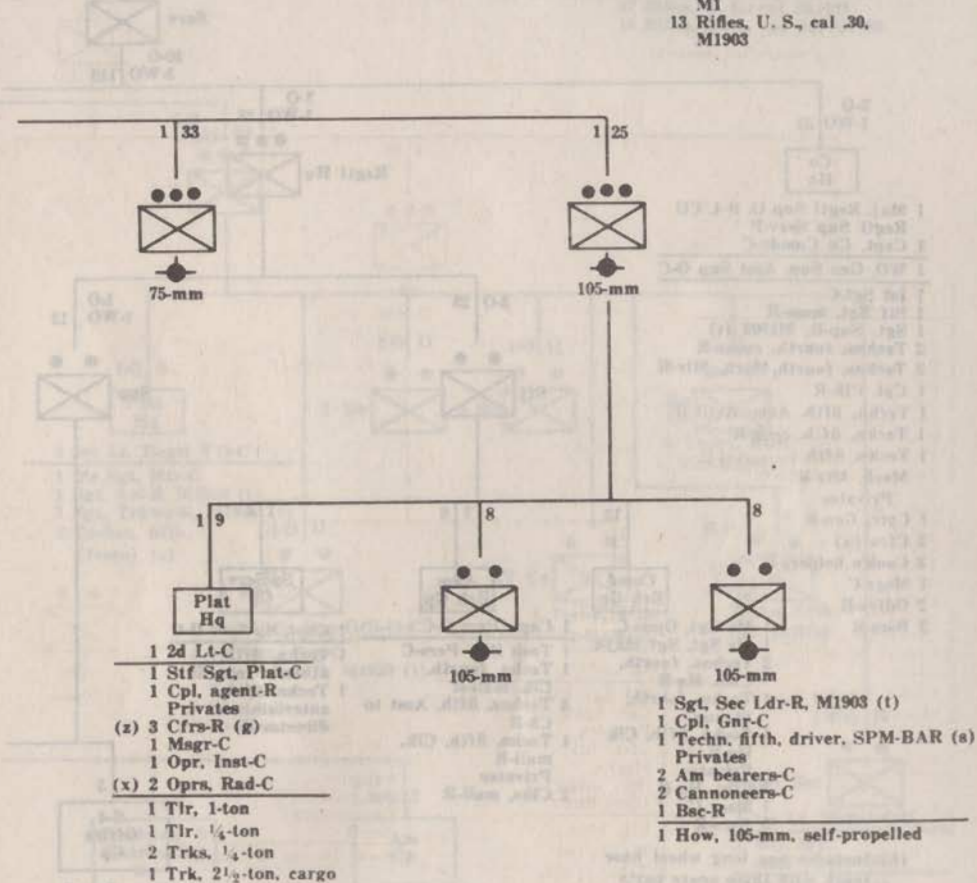 M1
13 Rifles, U. S., cal .30,
M1903
1 33
1 25
75-mm
105-mm
1 9
8
8
Plat
Hq
105-mm
105-mm
1 2d Lt-C
1 Stf Sgt, Plat-C
1 Cpl, agent-R
Privates
(z) 3 Cfrs-R (g)
1 Msgr-C
1 Opr, Inst-C
(x) 2 Oprs, Rad-C
1 Tlr, 1-ton
1 Tlr, ¼-ton
2 Trks, ¼-ton
1 Trk, 2½-ton, cargo
1 Sgt, Sec Ldr-R, M1903 (t)
1 Cpl, Gnr-C
1 Techn, fifth, driver, SPM-BAR (s)
Privates
2 Am bearers-C
2 Cannoneers-C
1 Bsc-R
1 How, 105-mm, self-propelled